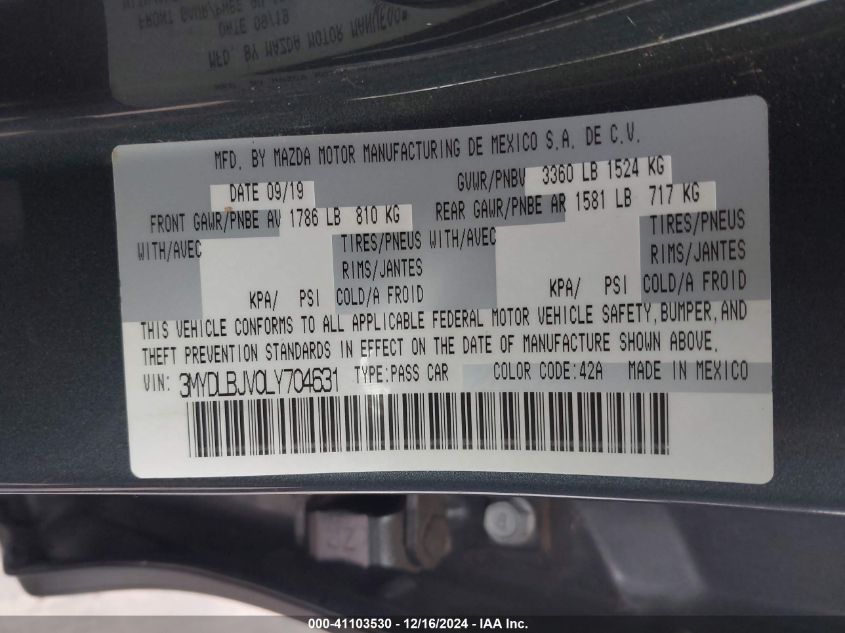 MFD. BY MAZDA MOTOR MANUFACTURING DE MEXICO S.A. DE C.V.
DATE 09/19 GVWR/PNBV 3360 LB 1524 KG
FRONT GAWR/PNBE AV 1786 LB 810 KG REAR GAWR/PNBE AR 1581 LB 717 KG
WITH/AVEC TIRES/PNEUS WITH/AVEC TIRES/PNEUS
RIMS/JANTES RIMS/JANTES
KPA/ PSI COLD/A FROID KPA/ PSI COLD/A FROID
THIS VEHICLE CONFORMS TO ALL APPLICABLE FEDERAL MOTOR VEHICLE SAFETY, BUMPER, AND
THEFT PREVENTION STANDARDS IN EFFECT ON THE DATE OF MANUFACTURE SHOWN ABOVE.
VIN: 3MYDLBJV0LY704631 TYPE:PASS CAR COLOR CODE:42A MADE IN MEXICO
000-41103530 - 12/16/2024 - IAA Inc.